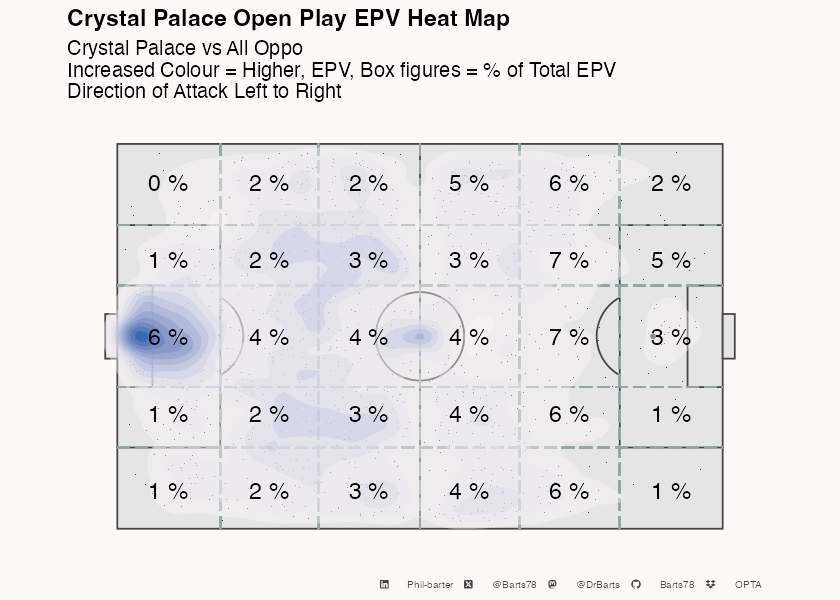 Crystal Palace Open Play EPV Heat Map
Crystal Palace vs All Oppo
Increased Colour = Higher, EPV, Box figures = % of Total EPV
Direction of Attack Left to Right
0 % 2 % 2 % 5 % 6 % 2 %
1 % 2 % 3 % 3 % 7 % 5 %
6 % 4 % 4 % 4 % 7 % 3 %
1 % 2 % 3 % 4 % 6 % 1 %
1 % 2 % 3 % 4 % 6 % 1 %
Phil-barter @Barts78 @DrBarts Barts78 OPTA